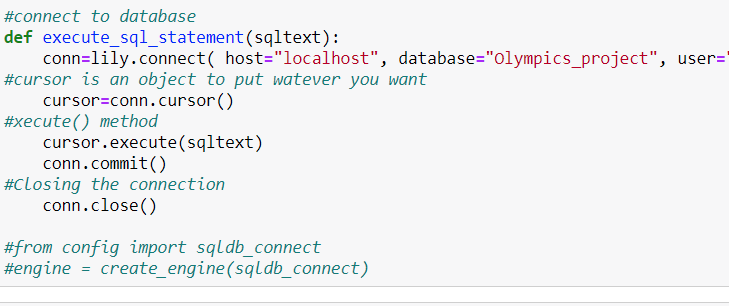 #connect to database
def execute_sql_statement(sqltext):
    conn=lily.connect( host="localhost", database="Olympics_project", user="
#cursor is an object to put watever you want
    cursor=conn.cursor()
#xecute() method
    cursor.execute(sqltext)
    conn.commit()
#Closing the connection
    conn.close()
#from config import sqldb_connect
#engine = create_engine(sqldb_connect)